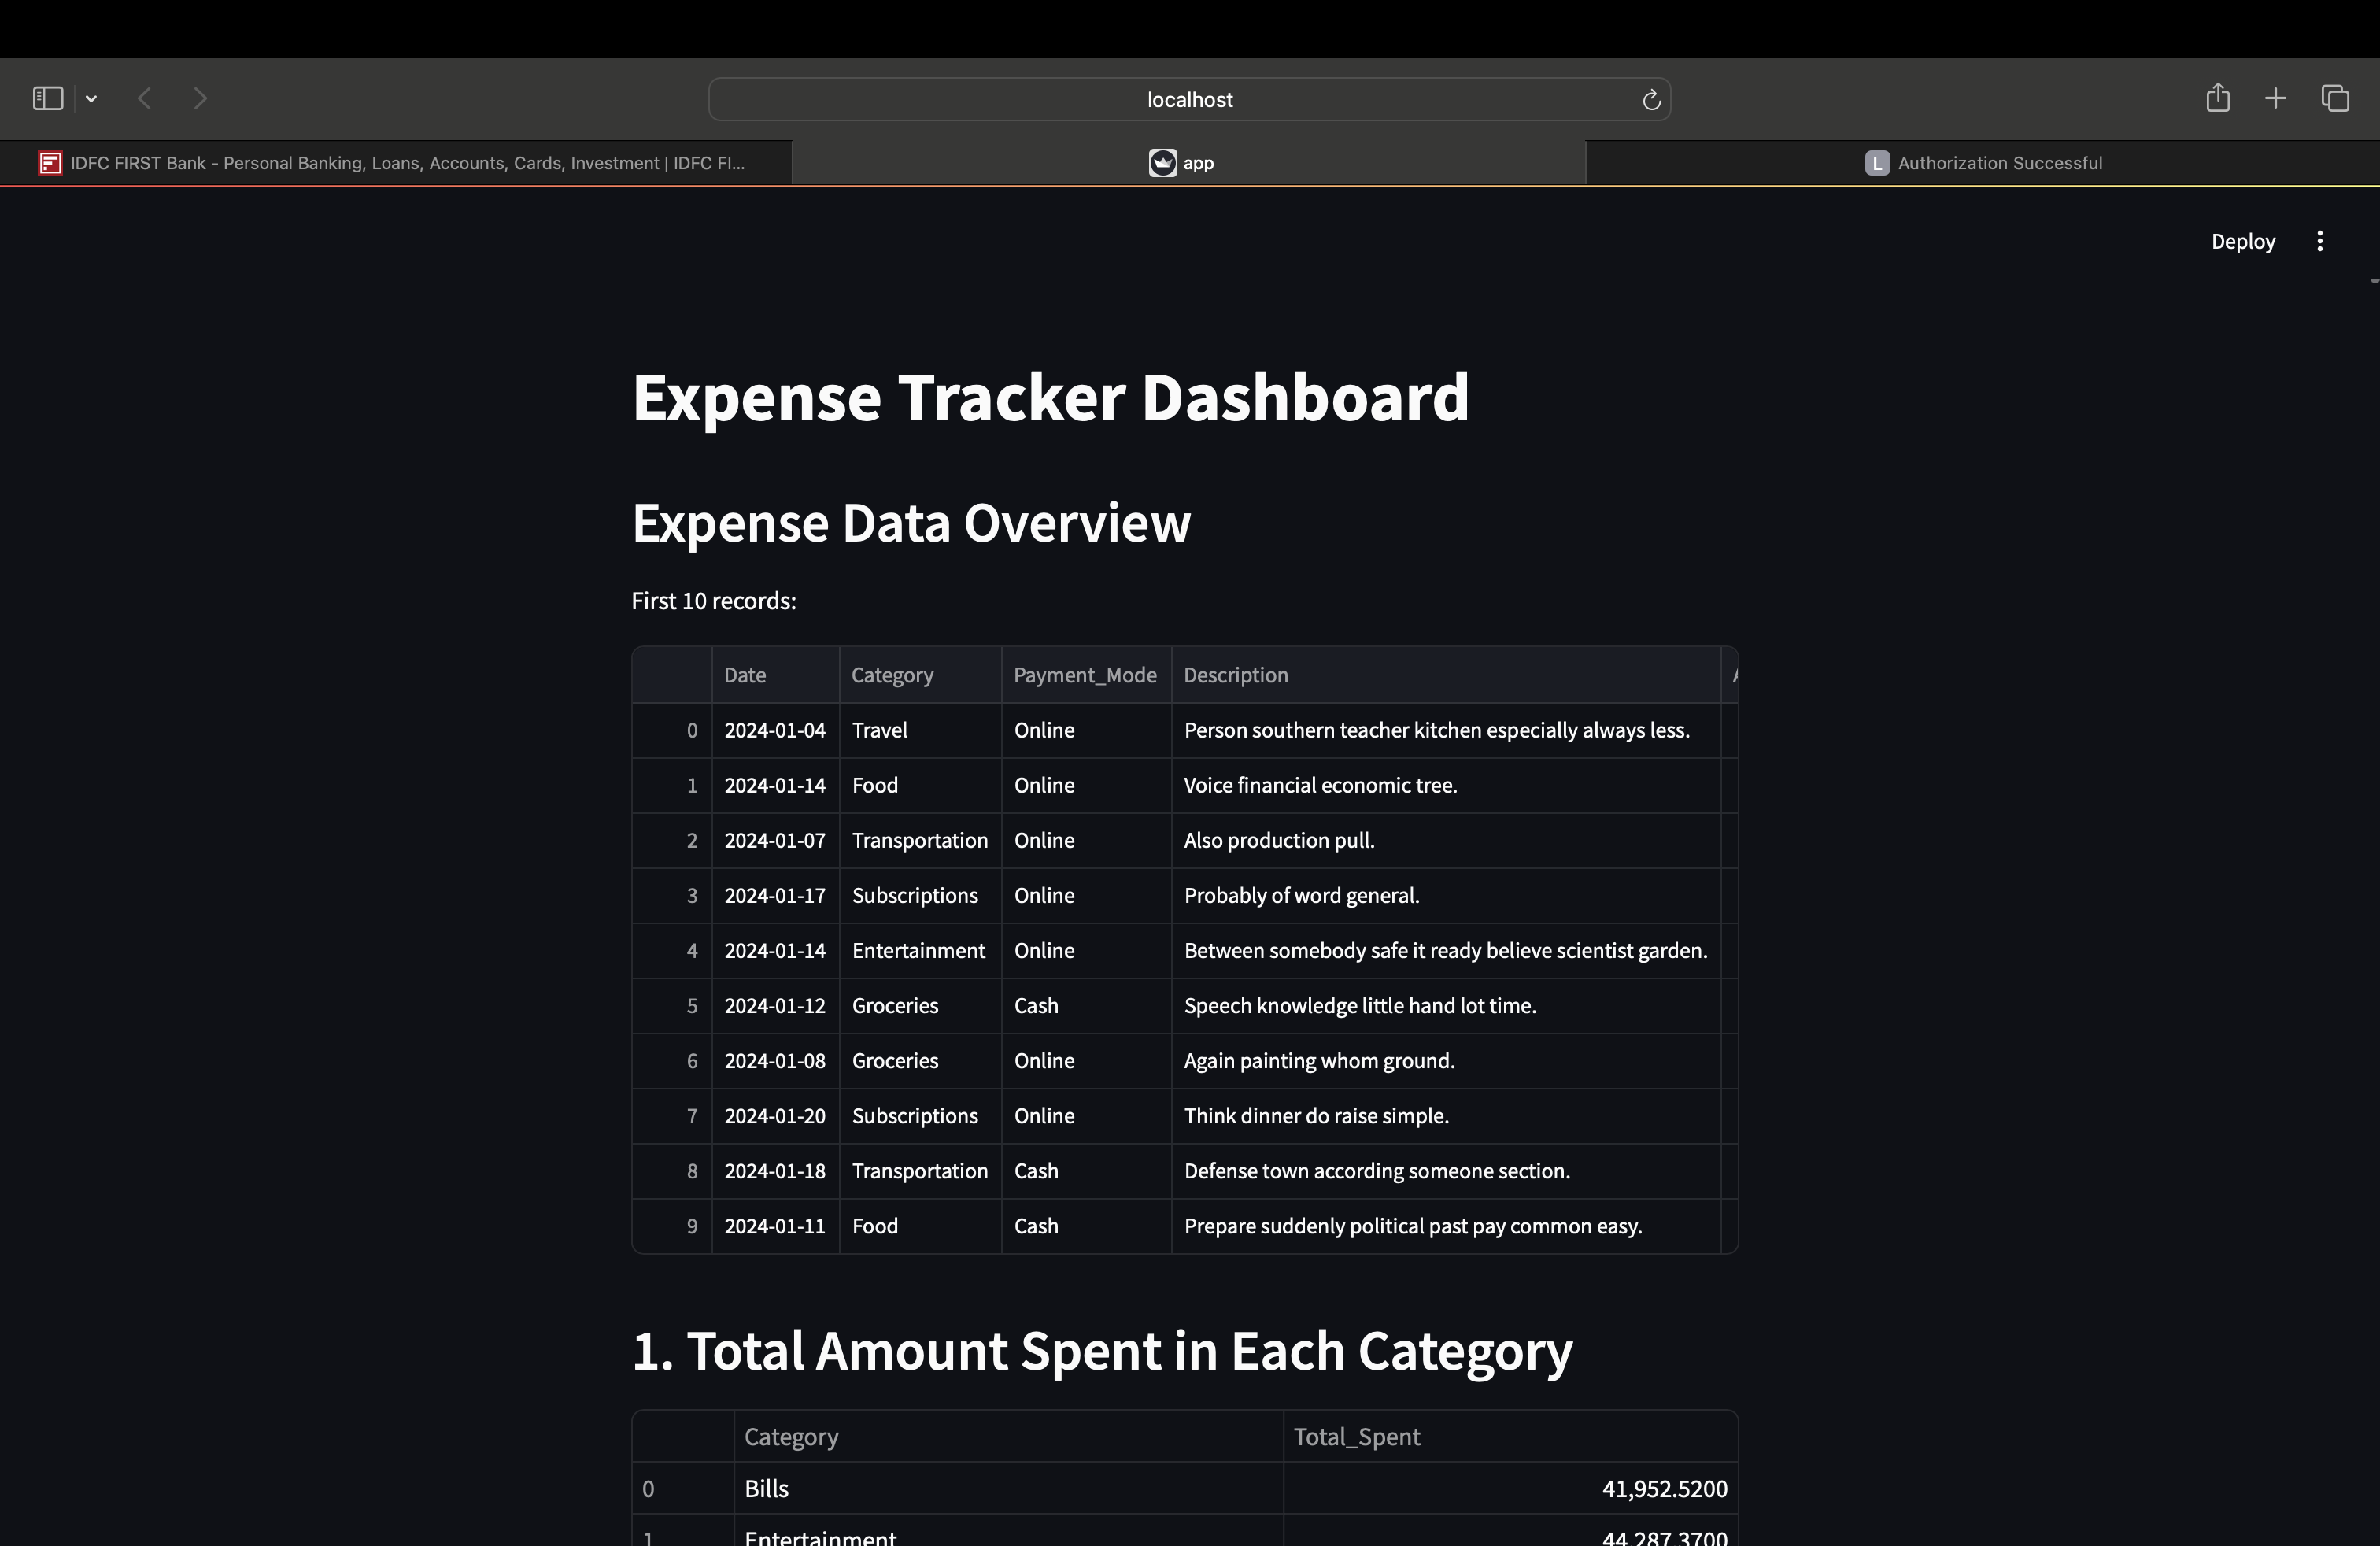 localhost
IDFC FIRST Bank - Personal Banking, Loans, Accounts, Cards, Investment | IDFC FI...
app
L Authorization Successful
Deploy
Expense Tracker Dashboard
Expense Data Overview
First 10 records:
Date Category Payment_Mode Description
0 2024-01-04 Travel Online Person southern teacher kitchen especially always less.
1 2024-01-14 Food Online Voice financial economic tree.
2 2024-01-07 Transportation Online Also production pull.
3 2024-01-17 Subscriptions Online Probably of word general.
4 2024-01-14 Entertainment Online Between somebody safe it ready believe scientist garden.
5 2024-01-12 Groceries Cash Speech knowledge little hand lot time.
6 2024-01-08 Groceries Online Again painting whom ground.
7 2024-01-20 Subscriptions Online Think dinner do raise simple.
8 2024-01-18 Transportation Cash Defense town according someone section.
9 2024-01-11 Food Cash Prepare suddenly political past pay common easy.
1. Total Amount Spent in Each Category
Category Total_Spent
0 Bills 41,952.5200
1 Entertainment 44,287.3700